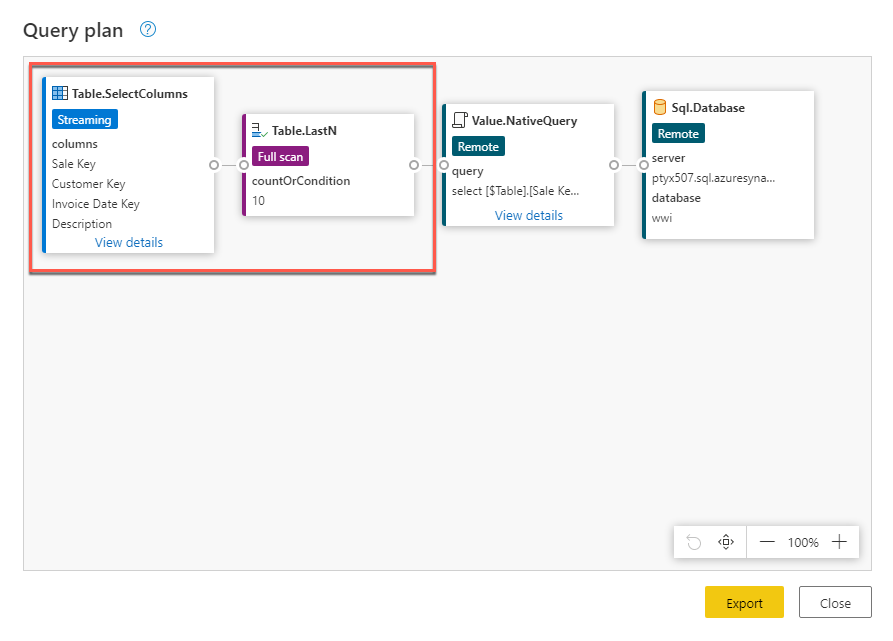 Query plan
Table.SelectColumns
Streaming
columns
Sale Key
Customer Key
Invoice Date Key
Description
View details
Table.LastN
Full scan
countOrCondition
10
Value.NativeQuery
Remote
query
select [$Table].[Sale Ke...
View details
Sql.Database
Remote
server
ptyx507.sql.azuresyna...
database
wwi
100%
Export
Close